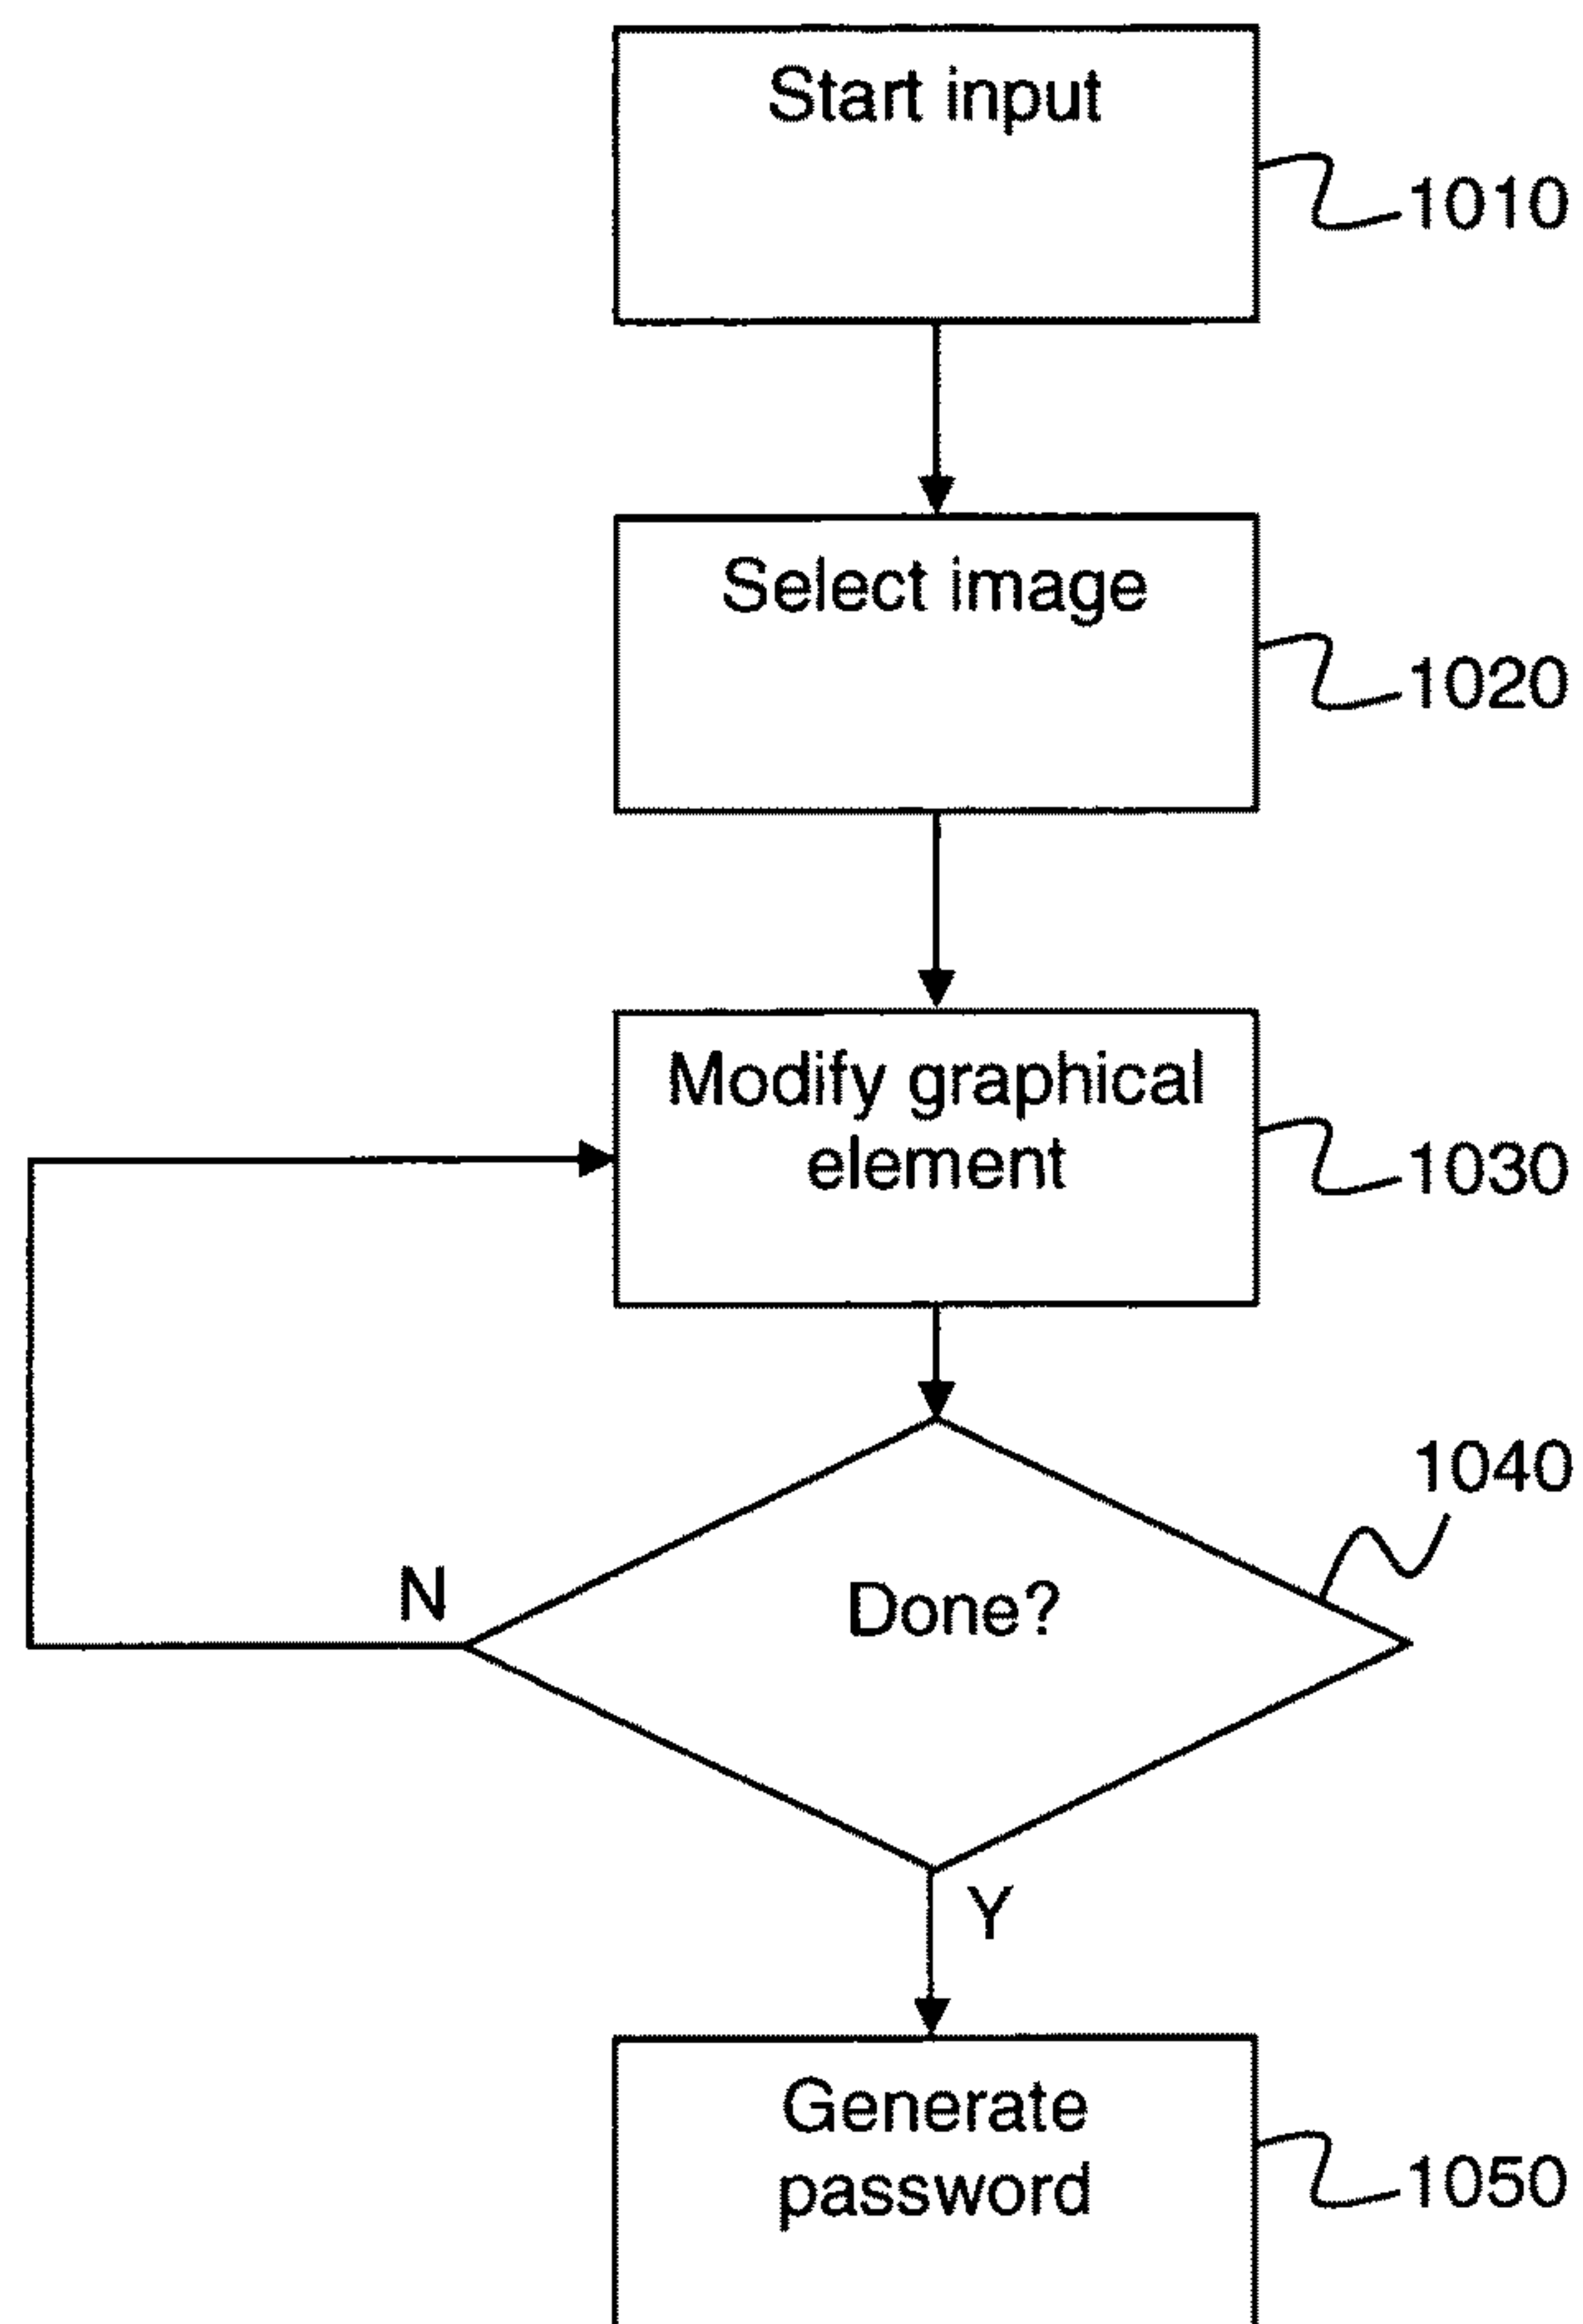 Start input
1010
Select image
1020
Modify graphical
element
1030
1040
Done?
N
Y
Generate
password
1050